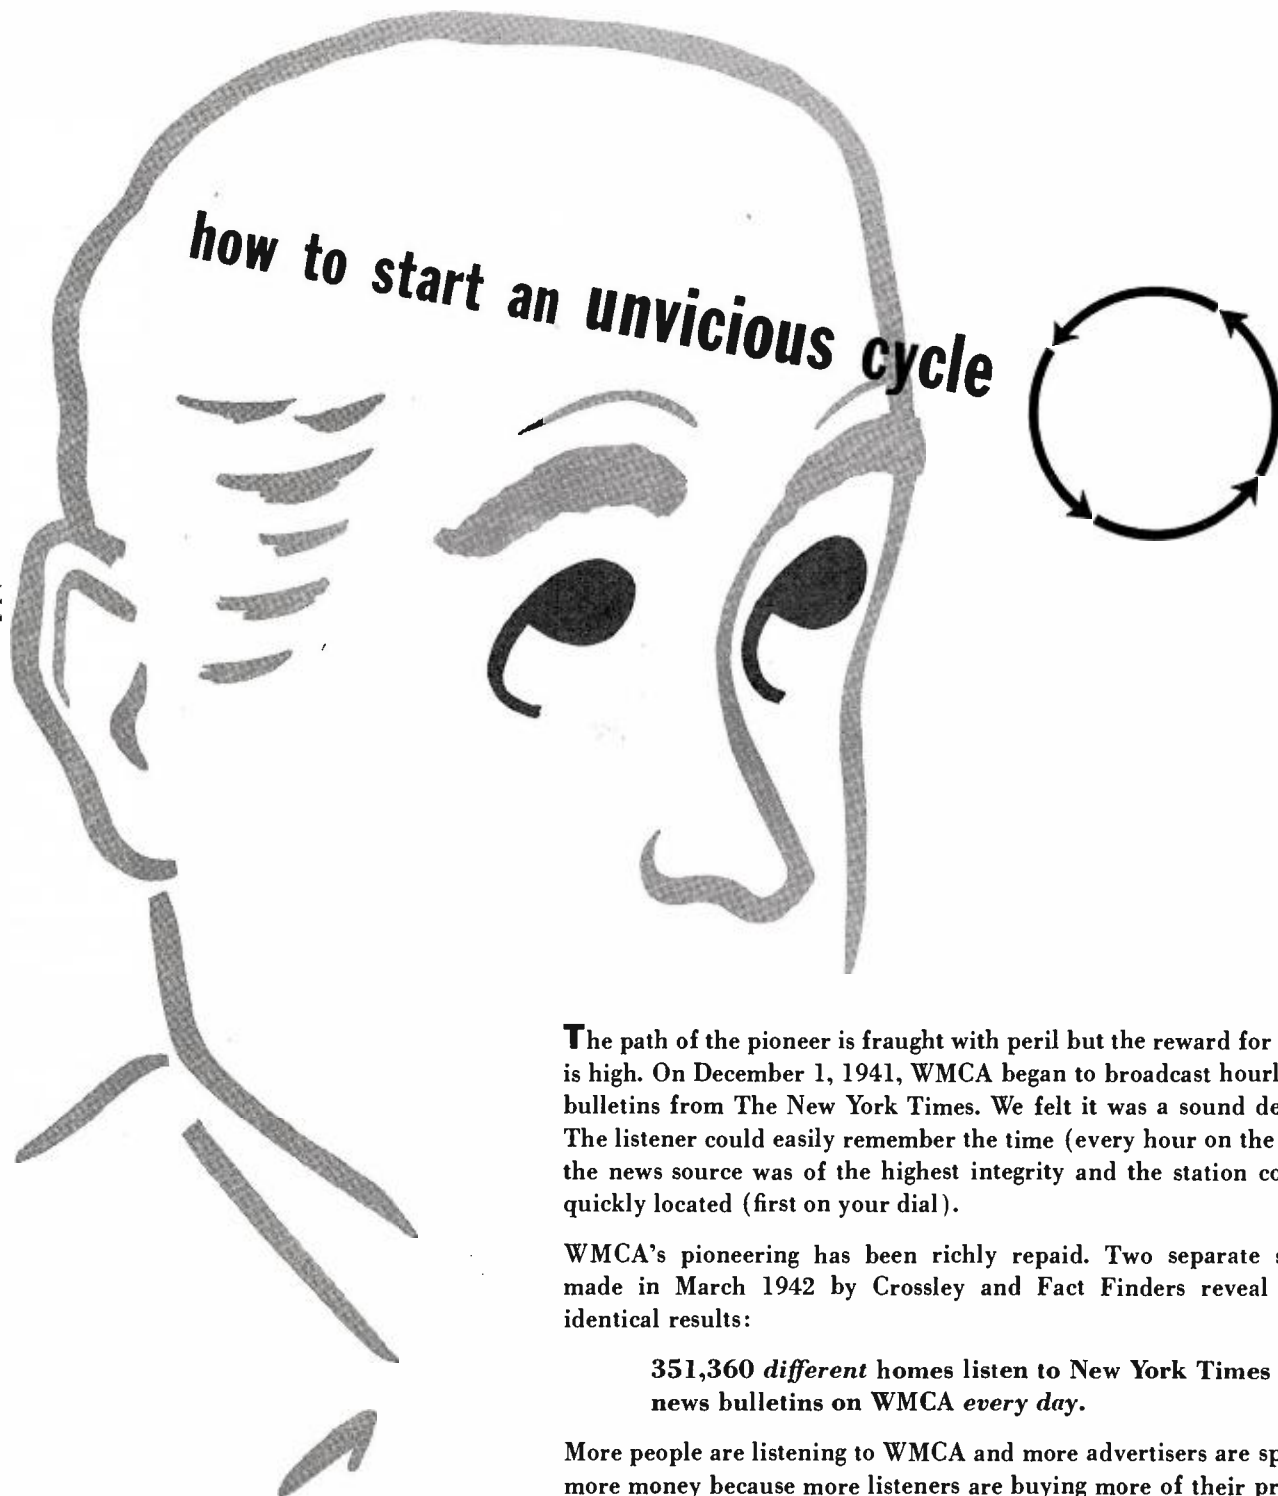 how to start an unvicious cycle
The path of the pioneer is fraught with peril but the reward for
is high. On December 1, 1941, WMCA began to broadcast hourl
bulletins from The New York Times. We felt it was a sound de
The listener could easily remember the time (every hour on the
the news source was of the highest integrity and the station co
quickly located (first on your dial).
WMCA's pioneering has been richly repaid. Two separate s
made in March 1942 by Crossley and Fact Finders reveal
identical results:
351,360 different homes listen to New York Times
news bulletins on WMCA every day.
More people are listening to WMCA and more advertisers are sp
more money because more listeners are buying more of their pr